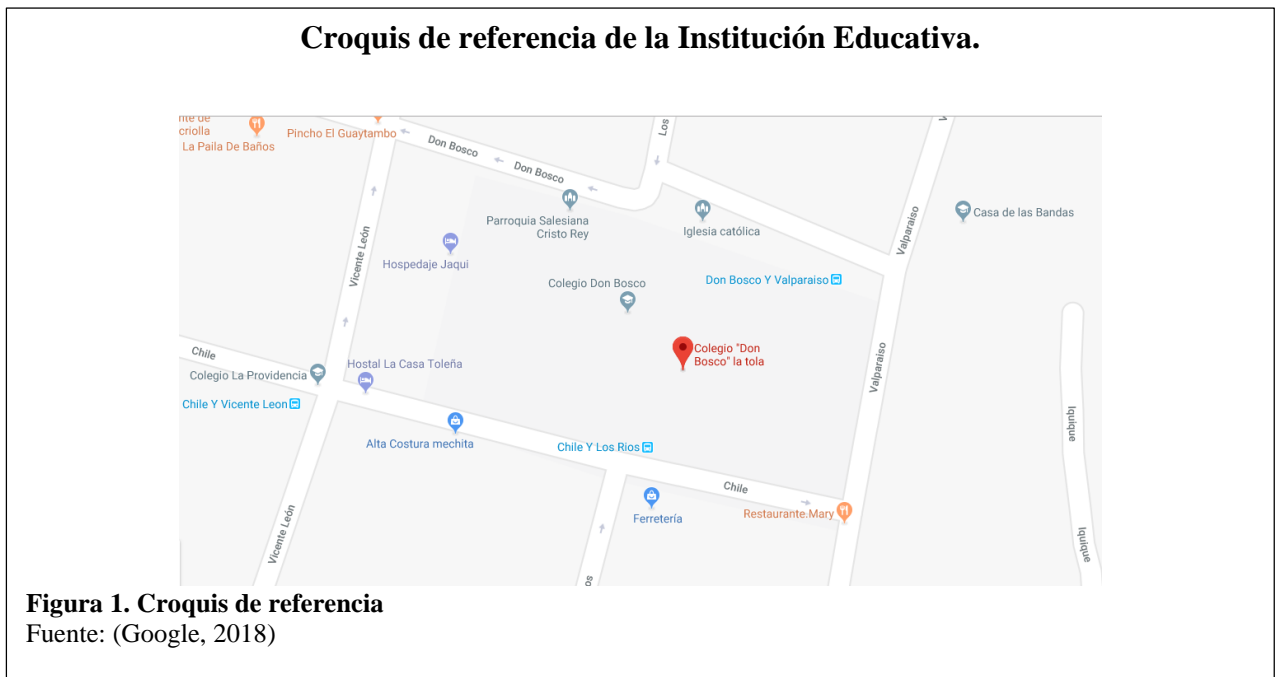 Croquis de referencia de la Institución Educativa.
nte de
criolla
La Paila De Baños
Pincho El Guaytambo
Don Bosco
Don Bosco
Los
Parroquia Salesiana
Cristo Rey
Iglesia católica
Valparaiso
Casa de las Bandas
Vicente León
Hospedaje Jaqui
Colegio Don Bosco
Don Bosco Y Valparaiso
Chile
Colegio La Providencia
Hostal La Casa Toleña
Colegio "Don
Bosco" la tola
Valparaiso
Chile Y Vicente Leon
Alta Costura mechita
Chile Y Los Rios
Iquique
Chile
Ferretería
Restaurante.Mary
Vicente León
Iquique
os
Figura 1. Croquis de referencia
Fuente: (Google, 2018)